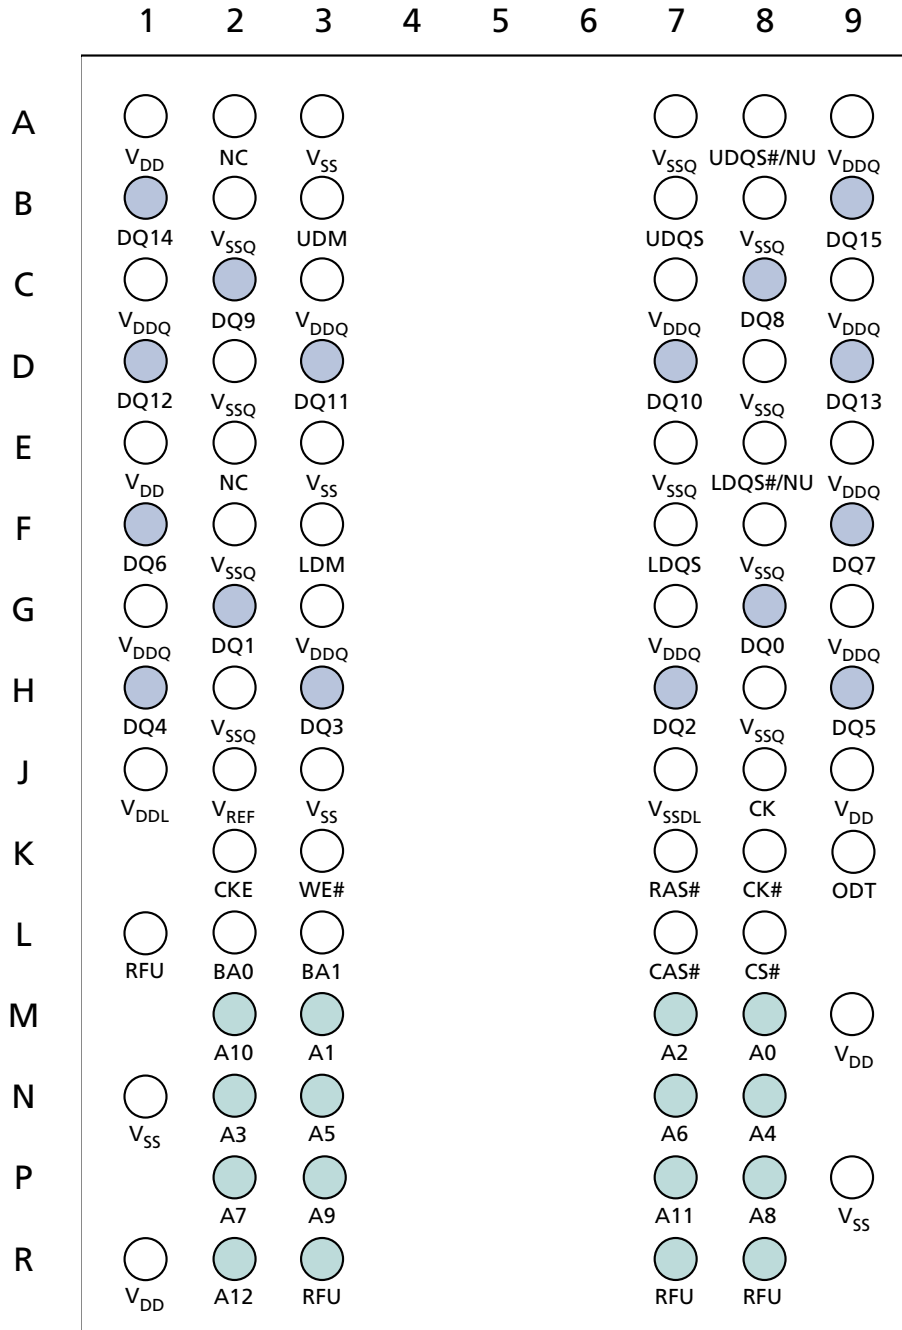 1 2 3 4 5 6 7 8 9
A
VDD NC VSS VSSQ UDQS#/NU VDDQ
B
DQ14 VSSQ UDM UDQS VSSQ DQ15
C
VDDQ DQ9 VDDQ VDDQ DQ8 VDDQ
D
DQ12 VSSQ DQ11 DQ10 VSSQ DQ13
E
VDD NC VSS VSSQ LDQS#/NU VDDQ
F
DQ6 VSSQ LDM LDQS VSSQ DQ7
G
VDDQ DQ1 VDDQ VDDQ DQ0 VDDQ
H
DQ4 VSSQ DQ3 DQ2 VSSQ DQ5
J
VDDL VREF VSS VSSDL CK VDD
K
CKE WE# RAS# CK# ODT
L
RFU BA0 BA1 CAS# CS#
M
A10 A1 A2 A0 VDD
N
VSS A3 A5 A6 A4
P
A7 A9 A11 A8 VSS
R
VDD A12 RFU RFU RFU